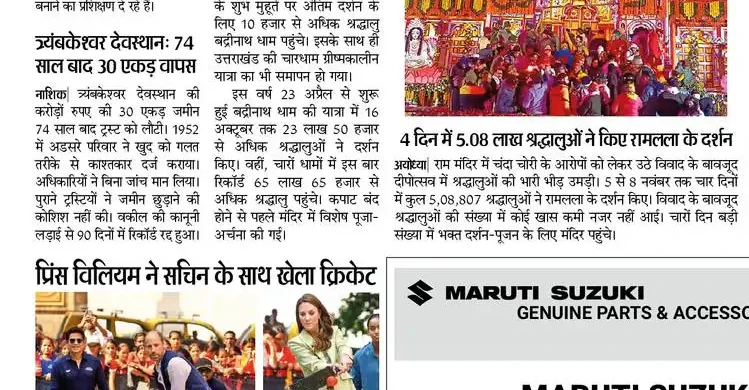 बनाने का प्रशिक्षण दे रहे हैं।
त्र्यंबकेश्वर देवस्थान: 74
साल बाद 30 एकड़ वापस
नाशिक| त्र्यंबकेश्वर देवस्थान की
करोड़ों रुपए की 30 एकड़ जमीन
74 साल बाद ट्रस्ट को लौटी। 1952
में अडसरे परिवार ने खुद को गलत
तरीके से काश्तकार दर्ज कराया।
अधिकारियों ने बिना जांच मान लिया।
पुराने ट्रस्टियों ने जमीन छुड़ाने की
कोशिश नहीं की। वकील की कानूनी
लड़ाई से 90 दिनों में रिकॉर्ड रद्द हुआ।
के शुभ मुहूर्त पर अंतिम दर्शन के
लिए 10 हजार से अधिक श्रद्धालु
बद्रीनाथ धाम पहुंचे। इसके साथ ही
उत्तराखंड की चारधाम ग्रीष्मकालीन
यात्रा का भी समापन हो गया।
इस वर्ष 23 अप्रैल से शुरू
हुई बद्रीनाथ धाम की यात्रा में 16
अक्टूबर तक 23 लाख 50 हजार
से अधिक श्रद्धालुओं ने दर्शन
किए। वहीं, चारों धामों में इस बार
रिकॉर्ड 65 लाख 65 हजार से
अधिक श्रद्धालु पहुंचे। कपाट बंद
होने से पहले मंदिर में विशेष पूजा-
अर्चना की गई।
4 दिन में 5.08 लाख श्रद्धालुओं ने किए रामलला के दर्शन
अयोध्या| राम मंदिर में चंदा चोरी के आरोपों को लेकर उठे विवाद के बावजूद
दीपोत्सव में श्रद्धालुओं की भारी भीड़ उमड़ी। 5 से 8 नवंबर तक चार दिनों
में कुल 5,08,807 श्रद्धालुओं ने रामलला के दर्शन किए। विवाद के बावजूद
श्रद्धालुओं की संख्या में कोई खास कमी नजर नहीं आई। चारों दिन बड़ी
संख्या में भक्त दर्शन-पूजन के लिए मंदिर पहुंचे।
प्रिंस विलियम ने सचिन के साथ खेला क्रिकेट
MARUTI SUZUKI
GENUINE PARTS & ACCESSO
MARUTI SUZUK